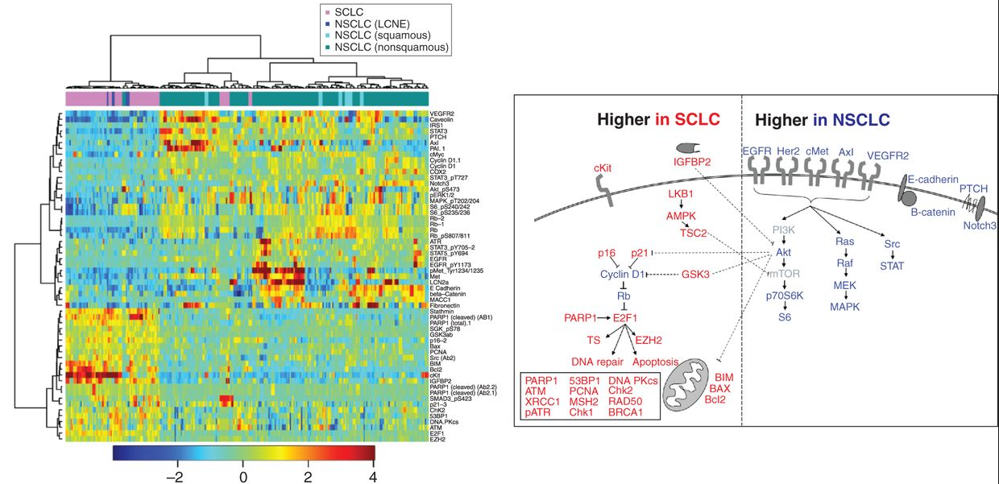 SCLC
NSCLC (LCNE)
NSCLC (squamous)
NSCLC (nonsquamous)
VEGFR2
Caveolin
IRS1
STAT3
PTCH
Axl
PAI. 1
cMyc
Cyclin D1.1
Cyclin D1
COX2
STAT3_pT727
Notch3
Akt_pS473
pERK1/2
MAPK_pT202/204
S6_pS240/242
S6_pS235/236
Rb−2
Rb−1
Rb
Rb_pS807/811
ATR
STAT3_pY705−2
STAT5_pY694
EGFR
EGFR_pY1173
pMet_Tyr1234/1235
Met
LCN2a
E Cadherin
beta−Catenin
MACC1
Fibronectin
Stathmin
PARP1 (cleaved) (AB1)
PARP1 (total).1
SGK_pS78
GSK3ab
p16−2
Bax
PCNA
Src (Ab2)
BIM
Bcl2
cKit
IGFBP2
PARP1 (cleaved) (Ab2.2)
PARP1 (cleaved) (Ab2.1)
SMAD3_pS423
p21−3
ChK2
53BP1
DNA.PKcs
ATM
E2F1
EZH2
−2 0 2 4
Higher in SCLC
Higher in NSCLC
cKit
IGFBP2
LKB1
AMPK
TSC2
p16 p21
Cyclin D1
GSK3
Rb
PARP1 E2F1
TS EZH2
DNA repair Apoptosis
PARP1 53BP1 DNA PKcs
ATM PCNA Chk2
XRCC1 MSH2 RAD50
pATR Chk1 BRCA1
BIM
BAX
Bcl2
EGFR Her2 cMet Axl VEGFR2
E-cadherin
B-catenin
PTCH
Notch3
PI3K
Akt
mTOR
p70S6K
S6
Ras
Raf
MEK
MAPK
Src
STAT